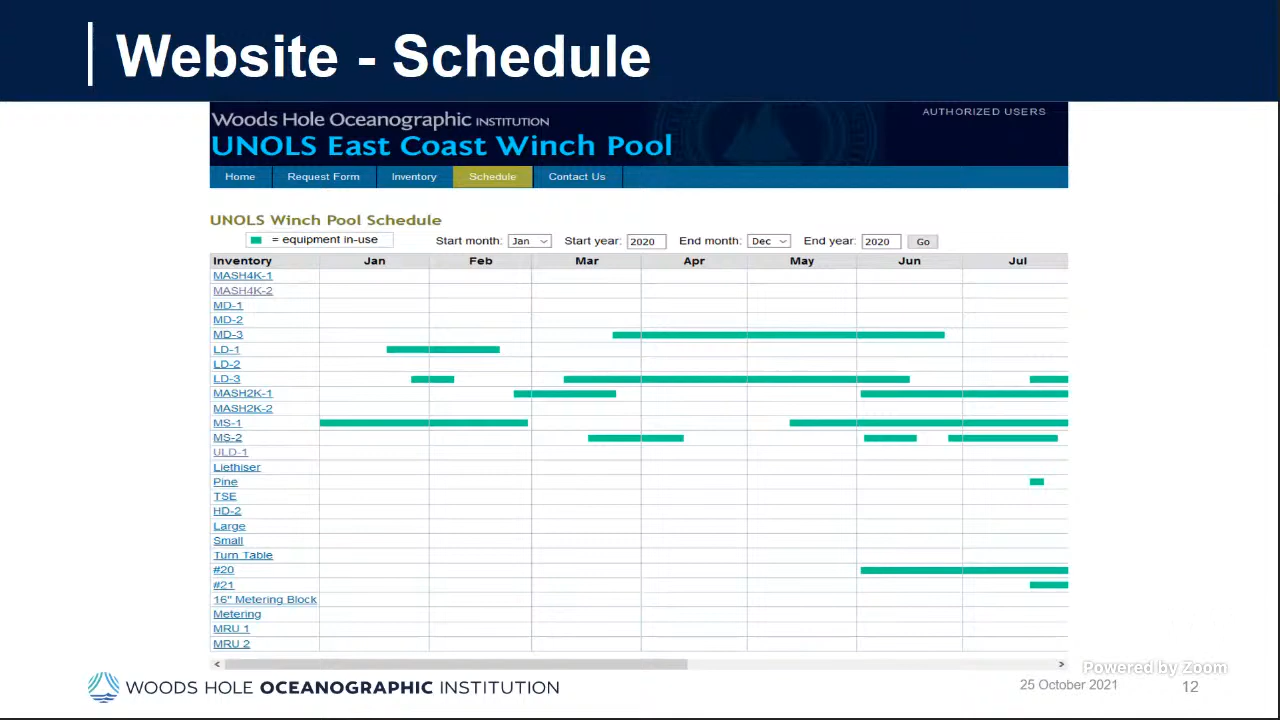 Website - Schedule
Woods Hole Oceanographic INSTITUTION
AUTHORIZED USERS
UNOLS East Coast Winch Pool
Home Request Form Inventory Schedule Contact Us
UNOLS Winch Pool Schedule
= equipment in-use Start month: Jan Start year: 2020 End month: Dec End year: 2020 Go
Inventory Jan Feb Mar Apr May Jun Jul
MASH4K-1
MASH4K-2
MD-1
MD-2
MD-3
LD-1
LD-2
LD-3
MASH2K-1
MASH2K-2
MS-1
MS-2
ULD-1
Liethiser
Pine
TSE
HD-2
Large
Small
Turn Table
#20
#21
16" Metering Block
Metering
MRU 1
MRU 2
Powered by Zoom
WOODS HOLE OCEANOGRAPHIC INSTITUTION
25 October 2021 12